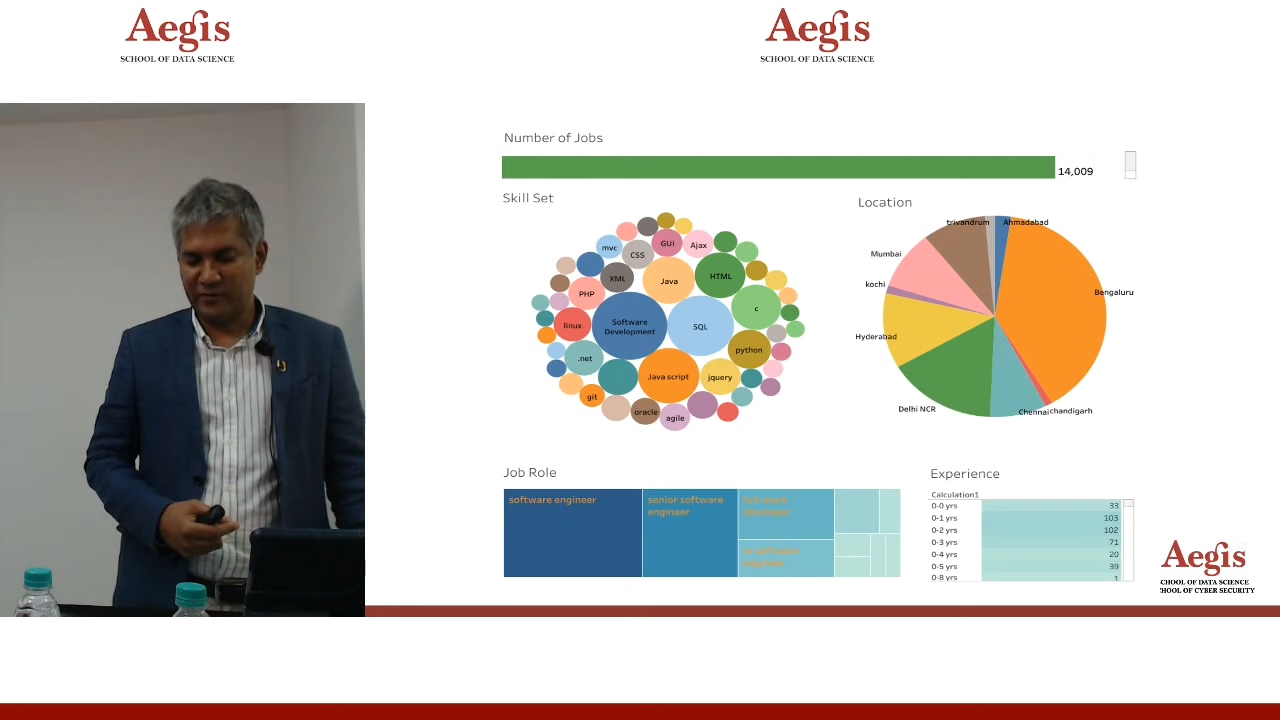 Aegis
SCHOOL OF DATA SCIENCE
Aegis
SCHOOL OF DATA SCIENCE
Number of Jobs
14,009
Skill Set
mvc
GUI
Ajax
CSS
XML
Java
HTML
PHP
c
linux
Software
Development
SQL
python
.net
Java script
jquery
git
oracle
agile
Location
trivandrum
Ahmadabad
Mumbai
Bengaluru
kochi
Hyderabad
Delhi NCR
Chennai
chandigarh
Job Role
software engineer
senior software
engineer
Experience
Calculation1
0-0 yrs 33
0-1 yrs 103
0-2 yrs 102
0-3 yrs 71
0-4 yrs 20
0-5 yrs 39
0-8 yrs 1
Aegis
CHOOL OF DATA SCIENCE
HOOL OF CYBER SECURITY